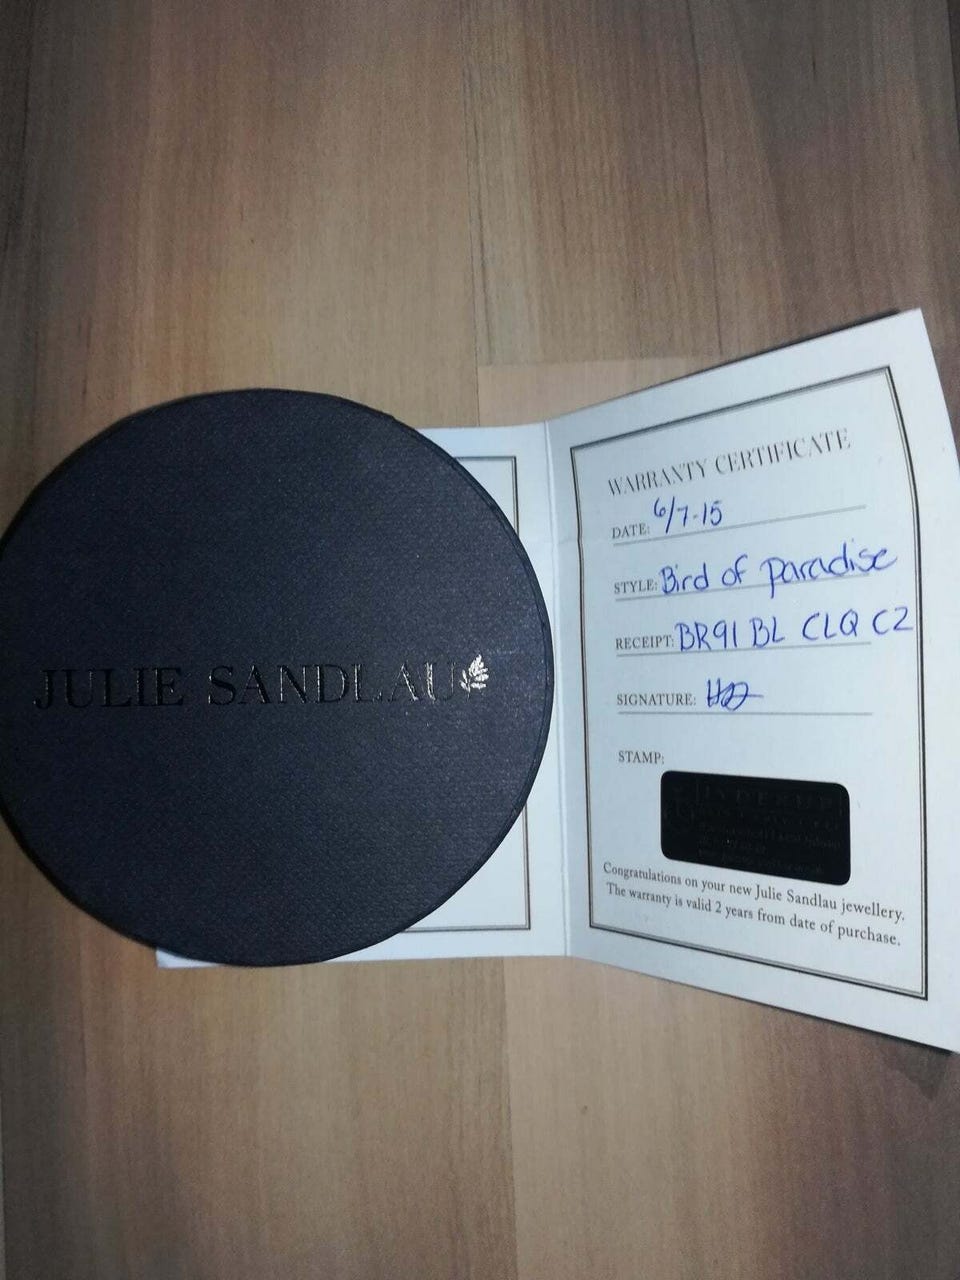 JULIE SANDLAU
WARRANTY CERTIFICATE
DATE: 6/7-15
STYLE: Bird of paradise
RECEIPT: BR91 BL CLQ C2
SIGNATURE:
STAMP:
Congratulations on your new Julie Sandlau jewellery.
The warranty is valid 2 years from date of purchase.